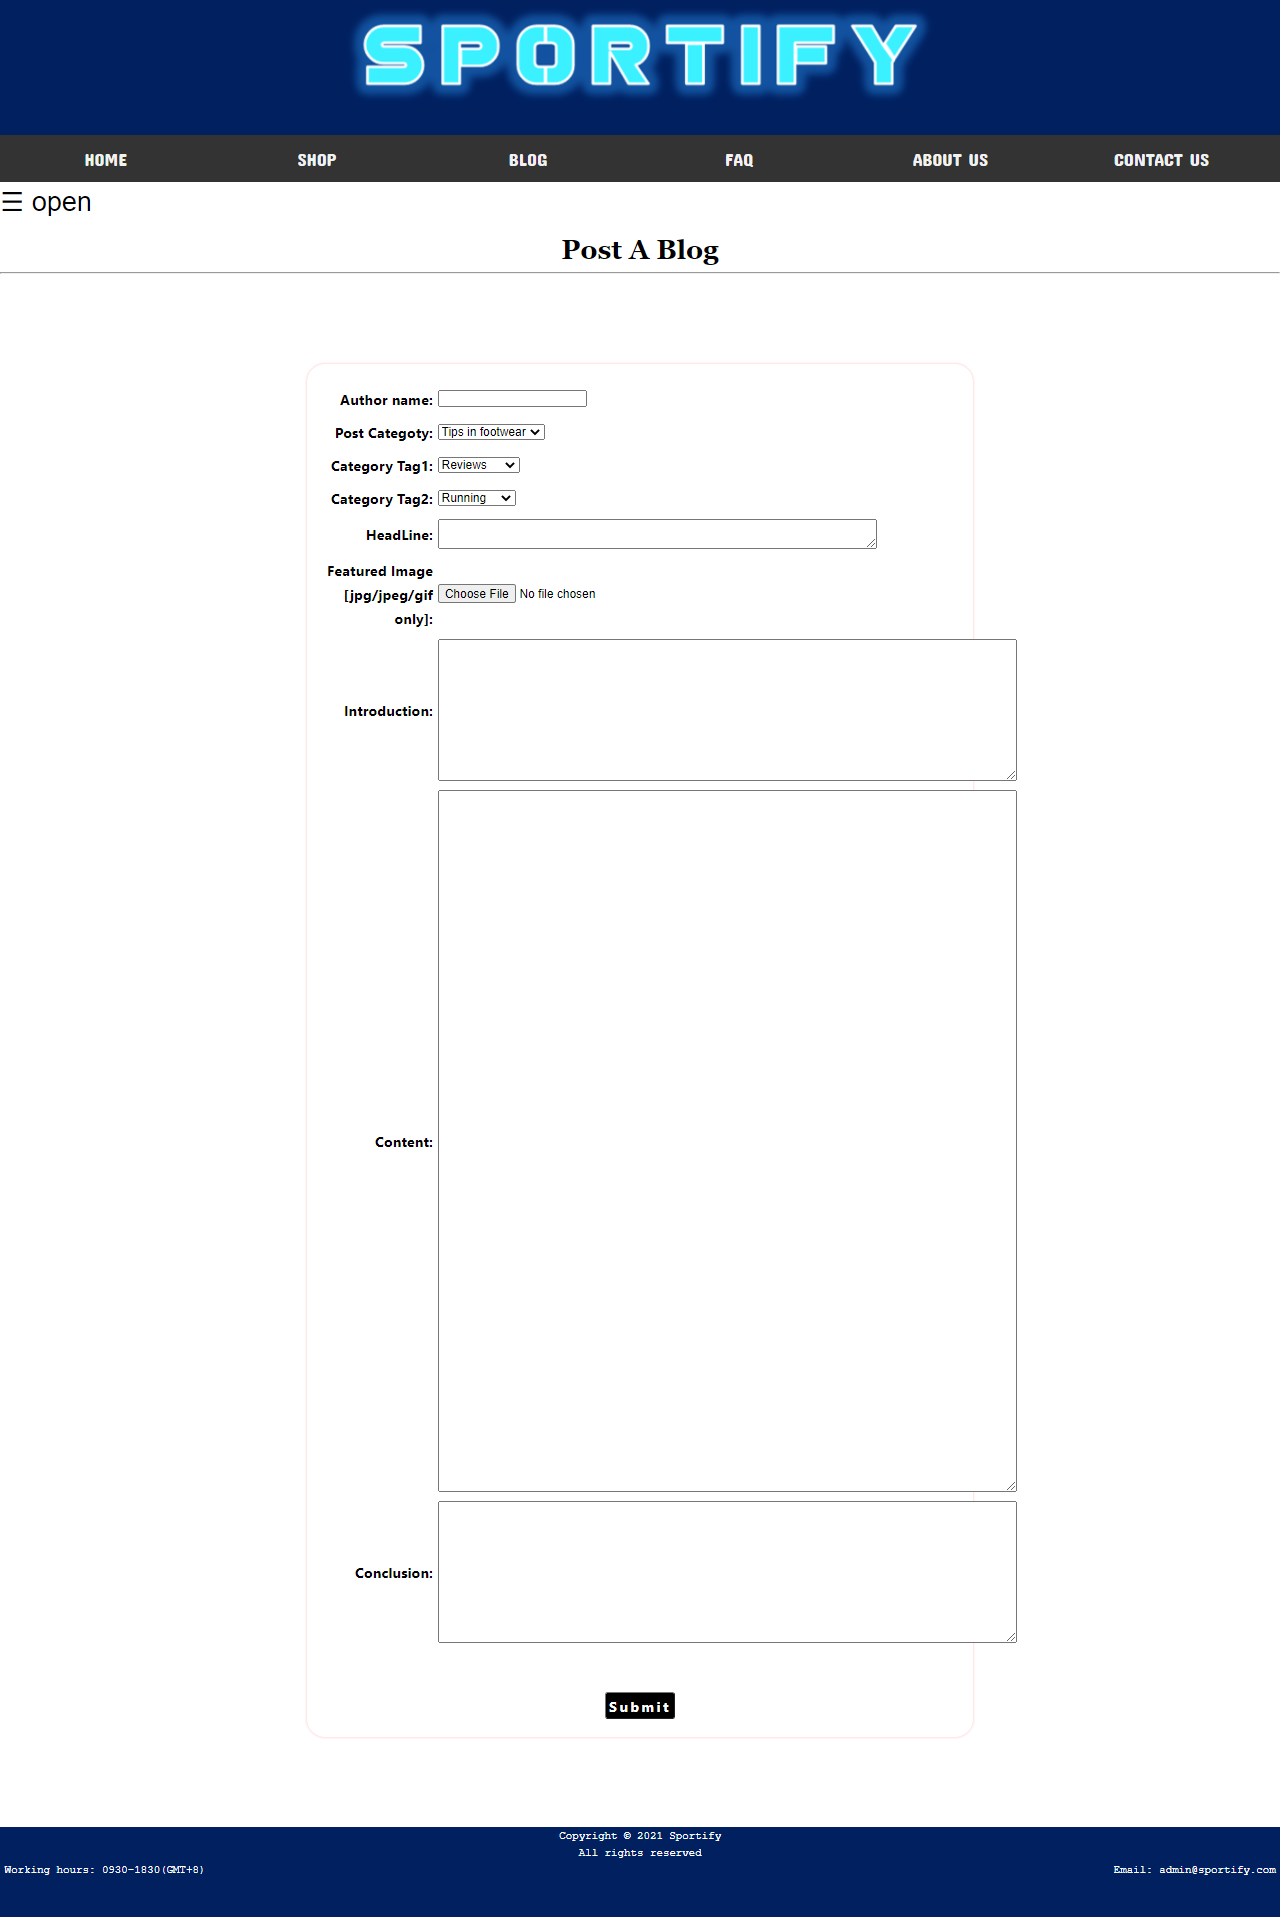 SPORTIFY
HOME SHOP BLOG FAQ ABOUT US CONTACT US
☰ open
Post A Blog
Author name:
Post Categoty: Tips in footwear
Category Tag1: Reviews
Category Tag2: Running
HeadLine:
Featured Image
[jpg/jpeg/gif Choose File No file chosen
only]:
Introduction:
Content:
Conclusion:
Submit
Copyright © 2021 Sportify
All rights reserved
Working hours: 0930-1830(GMT+8) Email: admin@sportify.com